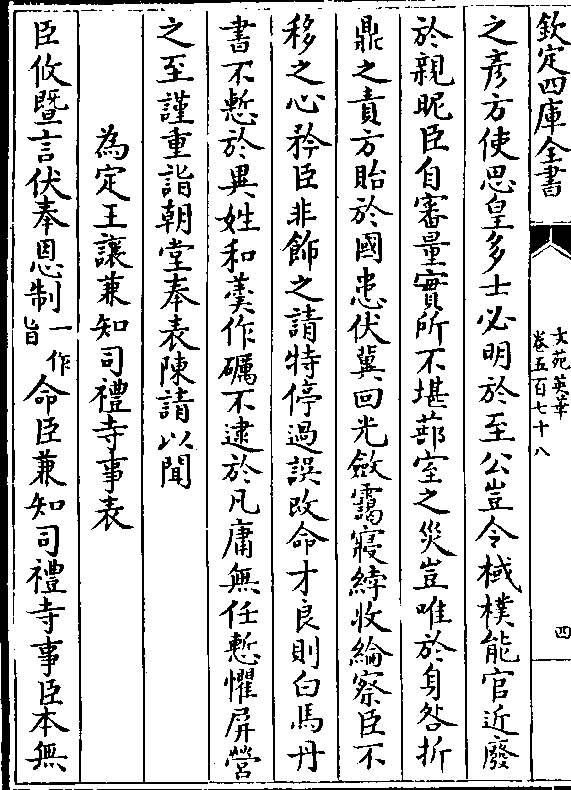 欽定四庫全書
文苑英華
卷五百七十八
四
之彥方使思皇多士必明於至公豈令棫樸能官近廢
於親昵臣自審量實所不堪蔀室之災豈唯於身咎折
鼎之責方貽於國患伏冀回光斂靄寢綍收綸察臣不
移之心矜臣非飾之請特停過誤改命才良則白馬丹
書不慙於異姓和羹作礪不逮於凡庸無任慙懼屏營
之至謹重詣朝堂奉表陳請以聞
為定王讓兼知司禮寺事表
臣攸暨言伏奉恩制一作旨命臣兼知司禮寺事臣本無